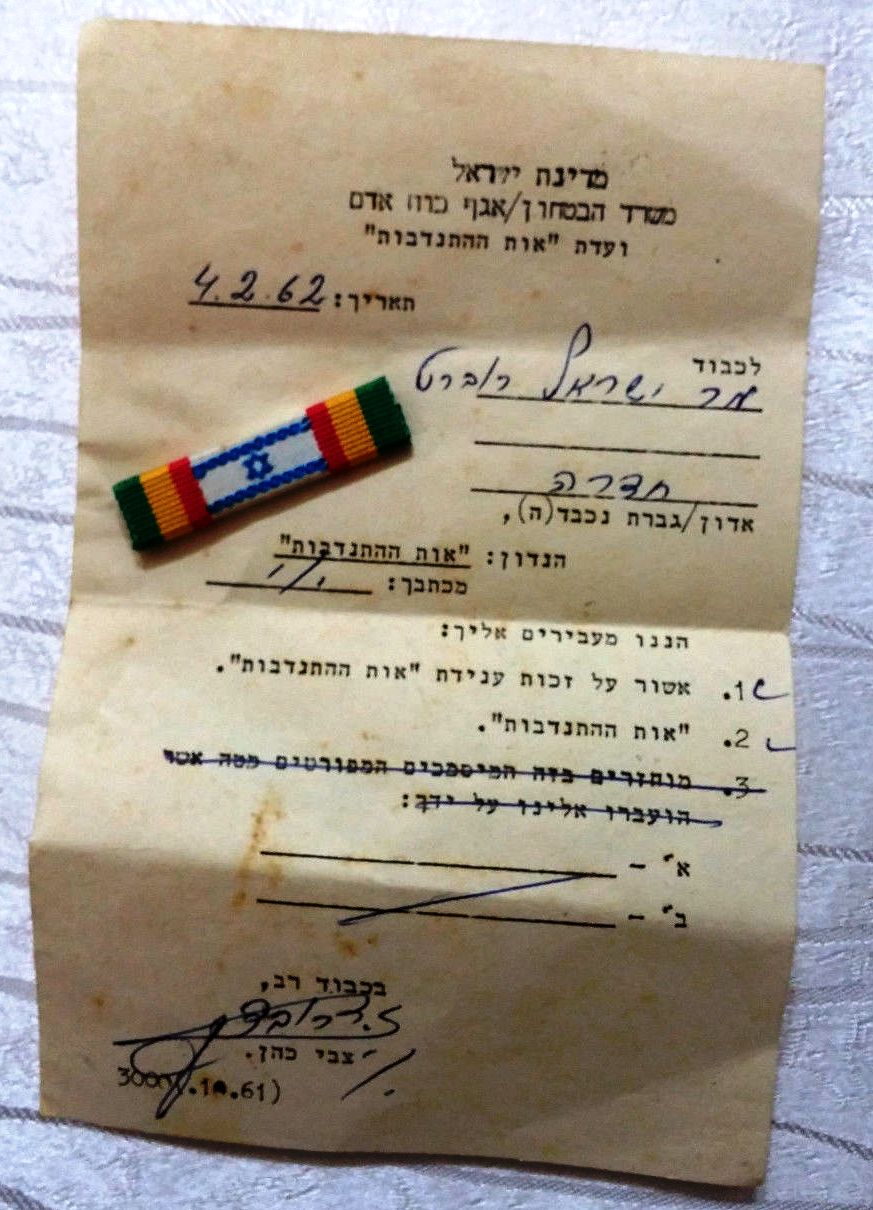 מדינת ישראל
משרד הבטחון/אגף כוח אדם
ועדת "אות ההתנדבות"
תאריך: 4.2.62
לכבוד
מר ישראל רוברט
חדרה
אדון/גברת נכבד(ה),
הנדון: "אות ההתנדבות"
מכתבך:
הננו מעבירים אליך:
1. אשור על זכות ענידת "אות ההתנדבות".
2. "אות ההתנדבות".
3. מוחזרים בזה המיסמכים המפורטים מטה אשר
הועברו אלינו על ידך:
א' –
ב' –
בכבוד רב,
צבי כהן.